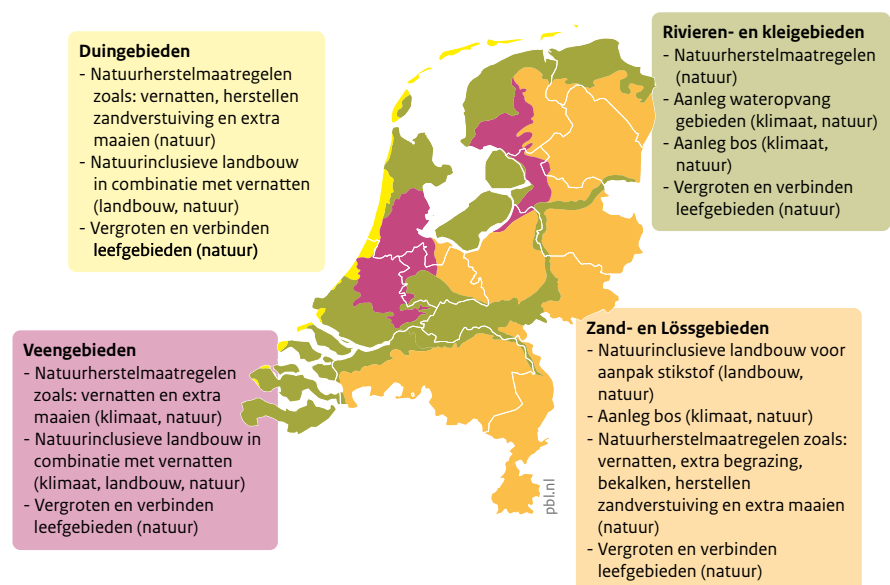 Duingebieden
- Natuurherstelmaatregelen
zoals: vernatten, herstellen
zandverstuiving en extra
maaien (natuur)
- Natuurinclusieve landbouw
in combinatie met vernatten
(landbouw, natuur)
- Vergroten en verbinden
leefgebieden (natuur)
Rivieren- en kleigebieden
- Natuurherstelmaatregelen
(natuur)
- Aanleg wateropvang
gebieden (klimaat, natuur)
- Aanleg bos (klimaat,
natuur)
- Vergroten en verbinden
leefgebieden (natuur)
Veengebieden
- Natuurherstelmaatregelen
zoals: vernatten en extra
maaien (klimaat, natuur)
- Natuurinclusieve landbouw in
combinatie met vernatten
(klimaat, landbouw, natuur)
- Vergroten en verbinden
leefgebieden (natuur)
Zand- en Lössgebieden
- Natuurinclusieve landbouw voor
aanpak stikstof (landbouw,
natuur)
- Aanleg bos (klimaat, natuur)
- Natuurherstelmaatregelen zoals:
vernatten, extra begrazing,
bekalken, herstellen
zandverstuiving en extra maaien
(natuur)
- Vergroten en verbinden
leefgebieden (natuur)
pbl.nl